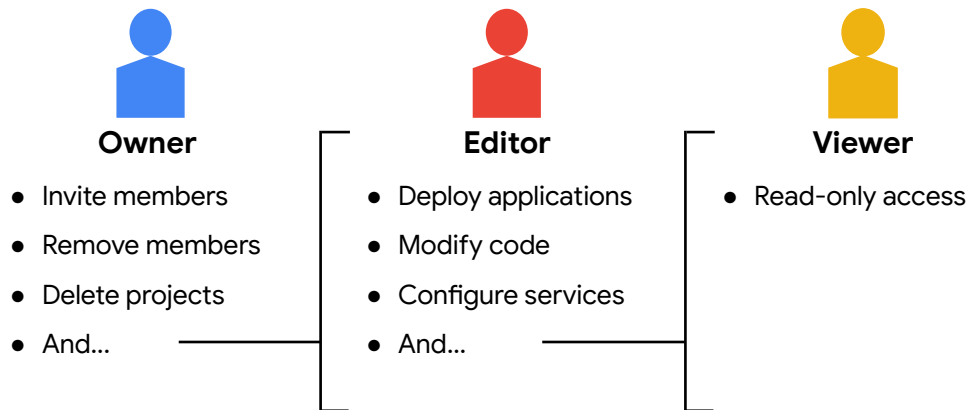 Owner
● Invite members
● Remove members
● Delete projects
● And...
Editor
● Deploy applications
● Modify code
● Configure services
● And...
Viewer
● Read-only access